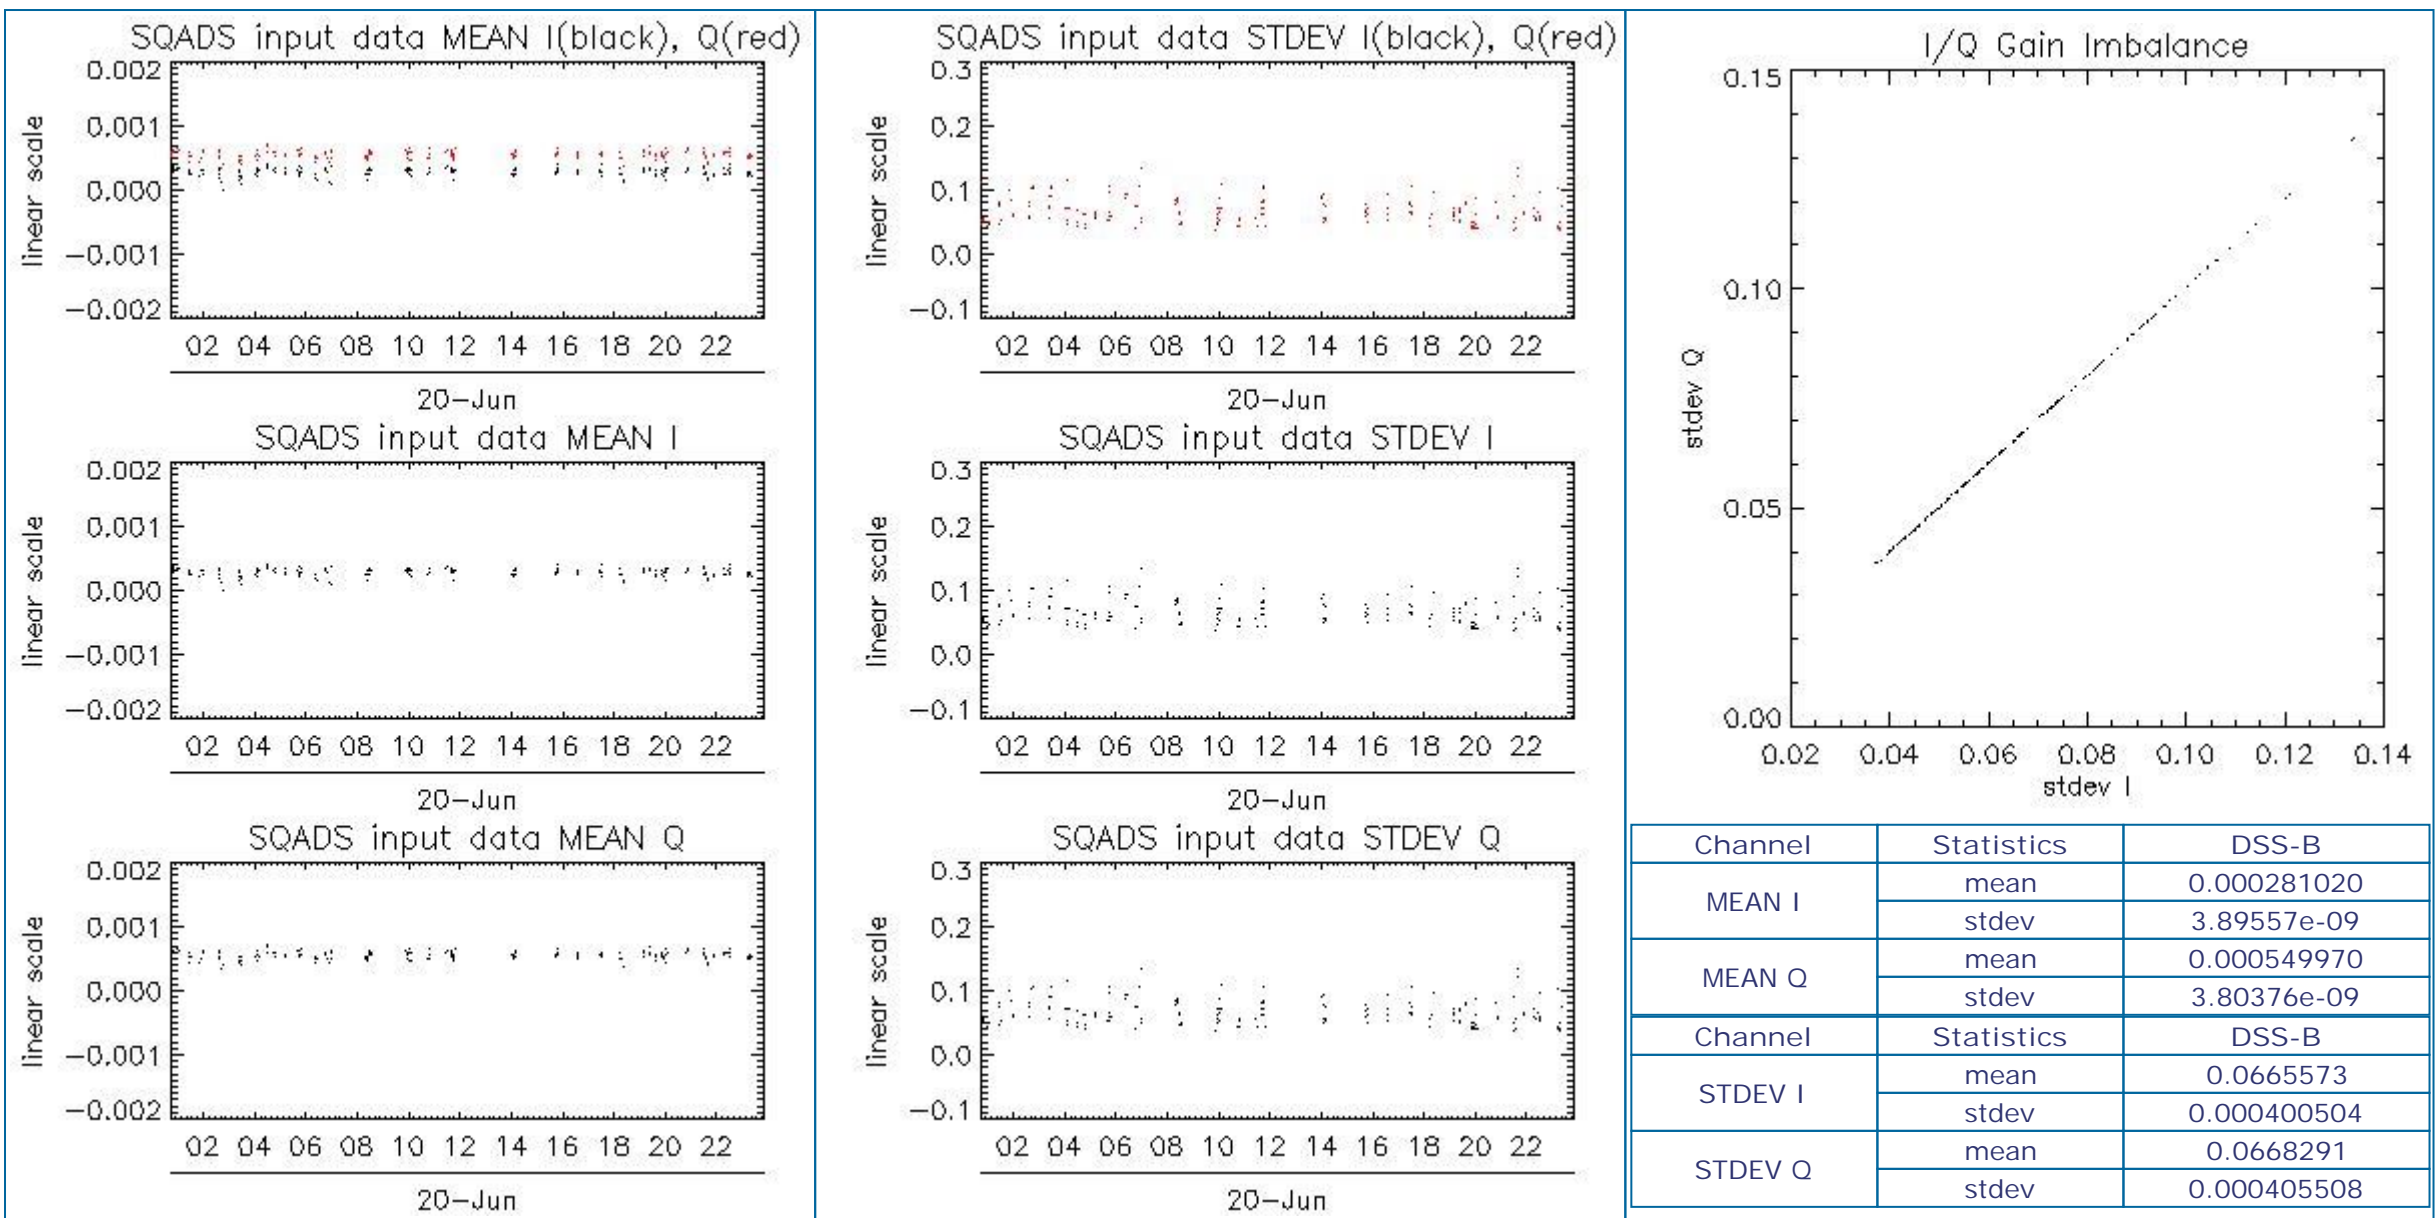 SQADS input data MEAN I(black), Q(red)
0.002
0.001
0.000
−0.001
−0.002
linear scale
02 04 06 08 10 12 14 16 18 20 22
20−Jun
SQADS input data MEAN I
0.002
0.001
0.000
−0.001
−0.002
linear scale
02 04 06 08 10 12 14 16 18 20 22
20−Jun
SQADS input data MEAN Q
0.002
0.001
0.000
−0.001
−0.002
linear scale
02 04 06 08 10 12 14 16 18 20 22
20−Jun
SQADS input data STDEV I(black), Q(red)
0.3
0.2
0.1
0.0
−0.1
linear scale
02 04 06 08 10 12 14 16 18 20 22
20−Jun
SQADS input data STDEV I
0.3
0.2
0.1
0.0
−0.1
linear scale
02 04 06 08 10 12 14 16 18 20 22
20−Jun
SQADS input data STDEV Q
0.3
0.2
0.1
0.0
−0.1
linear scale
02 04 06 08 10 12 14 16 18 20 22
20−Jun
I/Q Gain Imbalance
0.15
0.10
0.05
0.00
stdev Q
0.02 0.04 0.06 0.08 0.10 0.12 0.14
stdev I
Channel Statistics DSS-B
MEAN I mean 0.000281020
stdev 3.89557e-09
MEAN Q mean 0.000549970
stdev 3.80376e-09
Channel Statistics DSS-B
STDEV I mean 0.0665573
stdev 0.000400504
STDEV Q mean 0.0668291
stdev 0.000405508